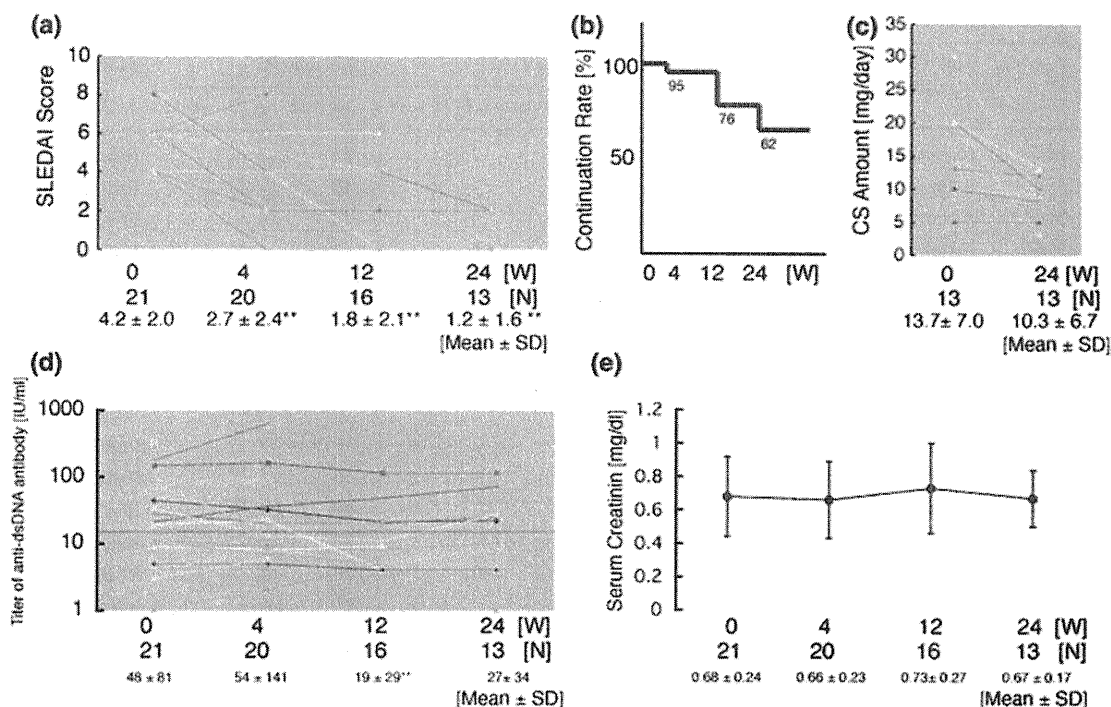 (a)
SLEDAI Score
10
8
6
4
2
0
0 4 12 24 [W]
21 20 16 13 [N]
4.2 ± 2.0 2.7 ± 2.4** 1.8 ± 2.1** 1.2 ± 1.6 **
[Mean ± SD]
(b)
Continuation Rate [%]
100
50
95
76
62
0 4 12 24 [W]
(c)
CS Amount [mg/day]
35
30
25
20
15
10
5
0
0 24 [W]
13 13 [N]
13.7± 7.0 10.3 ± 6.7
[Mean ± SD]
(d)
Titer of anti-dsDNA antibody [IU/ml]
1000
100
10
1
0 4 12 24 [W]
21 20 16 13 [N]
48 ± 81 54 ± 141 19 ± 29** 27± 34
[Mean ± SD]
(e)
Serum Creatinin [mg/dl]
1.2
1
0.8
0.6
0.4
0.2
0
0 4 12 24 [W]
21 20 16 13 [N]
0.68 ± 0.24 0.66 ± 0.23 0.73± 0.27 0.67 ± 0.17
[Mean ± SD]